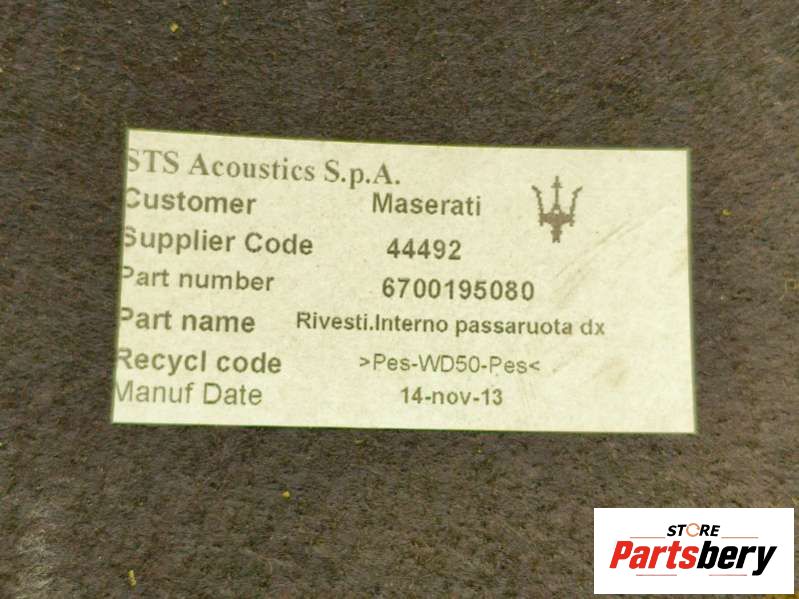 STS Acoustics S.p.A.
Customer Maserati
Supplier Code 44492
Part number 6700195080
Part name Rivesti.Interno passaruota dx
Recycl code >Pes-WD50-Pes<
Manuf Date 14-nov-13
STORE
Partsbery